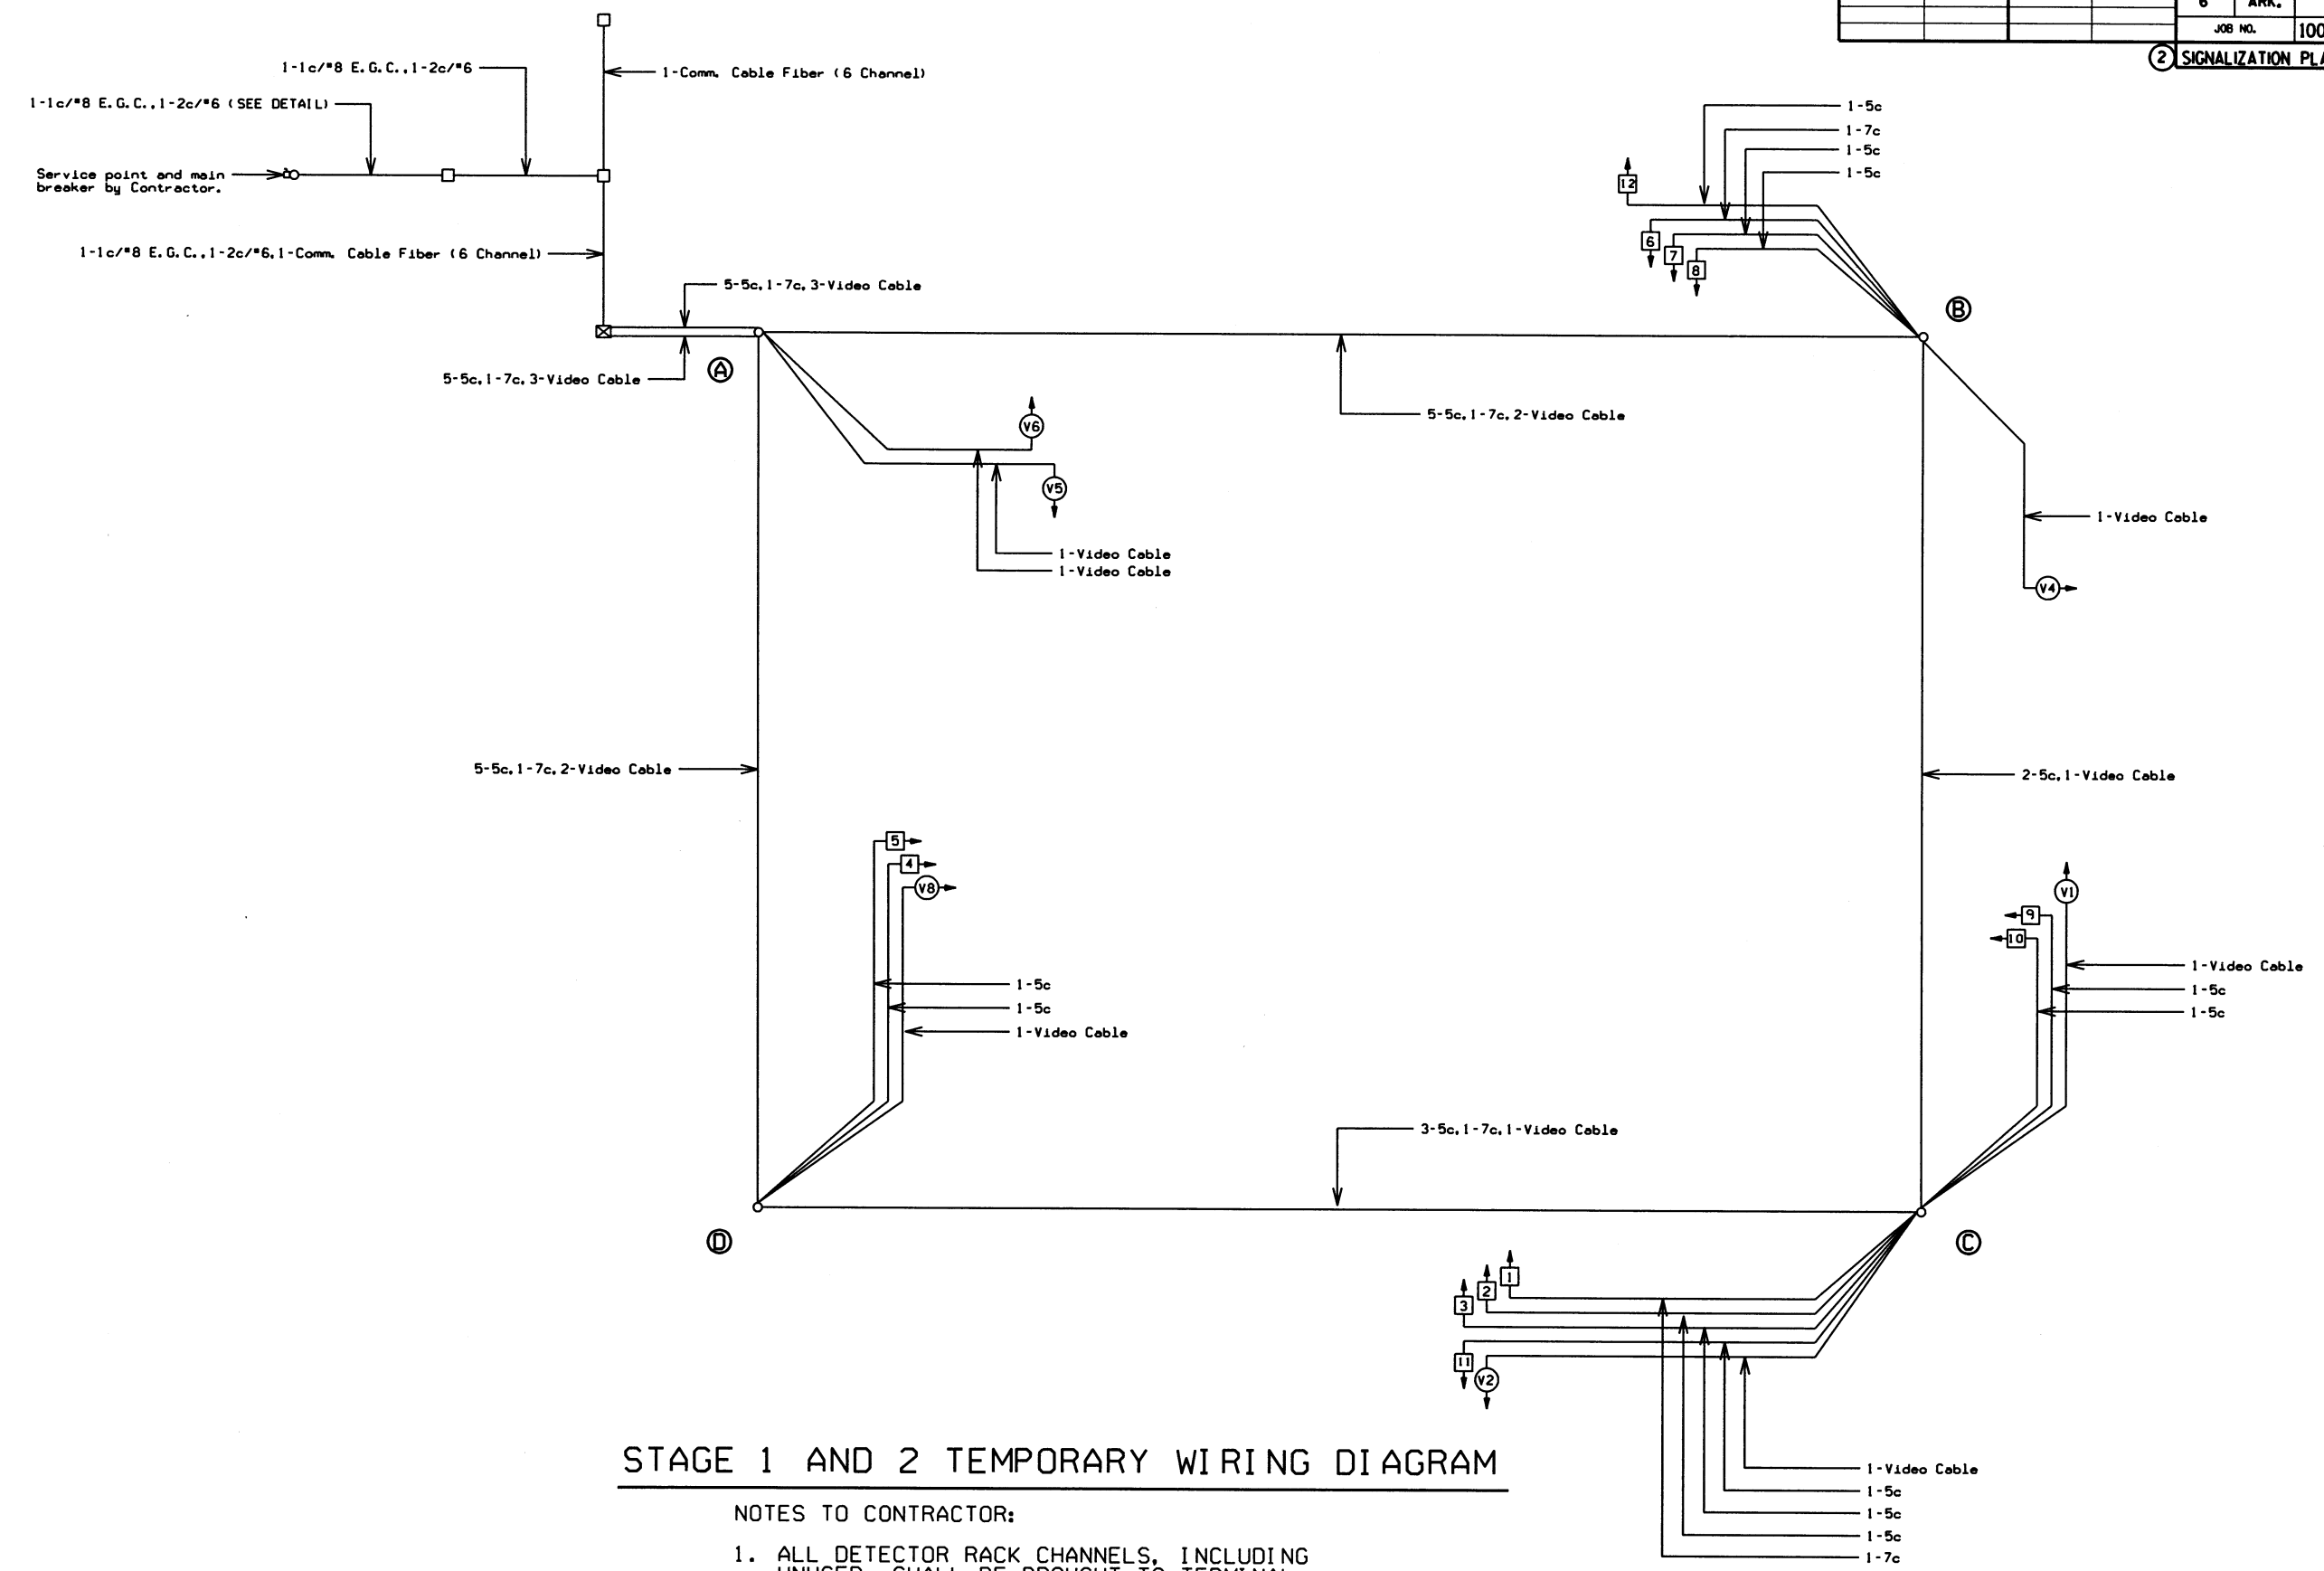 6 ARK.
JOB NO. 100
2 SIGNALIZATION
1-1c/#8 E.G.C.,1-2c/#6
1-Comm. Cable Fiber (6 Channel)
1-1c/#8 E.G.C.,1-2c/#6 (SEE DETAIL)
Service point and main
breaker by Contractor.
1-1c/#8 E.G.C.,1-2c/#6,1-Comm. Cable Fiber (6 Channel)
1-5c
1-7c
1-5c
1-5c
12
6
7
8
5-5c,1-7c,3-Video Cable
A
B
5-5c,1-7c,3-Video Cable
5-5c,1-7c,2-Video Cable
V6
V5
1-Video Cable
1-Video Cable
1-Video Cable
V4
5-5c,1-7c,2-Video Cable
2-5c,1-Video Cable
5
4
V8
1-5c
1-5c
1-Video Cable
V1
9
10
1-Video Cable
1-5c
1-5c
3-5c,1-7c,1-Video Cable
D
C
1
2
3
11
V2
1-Video Cable
1-5c
1-5c
1-5c
1-7c
STAGE 1 AND 2 TEMPORARY WIRING DIAGRAM
NOTES TO CONTRACTOR:
1. ALL DETECTOR RACK CHANNELS, INCLUDING